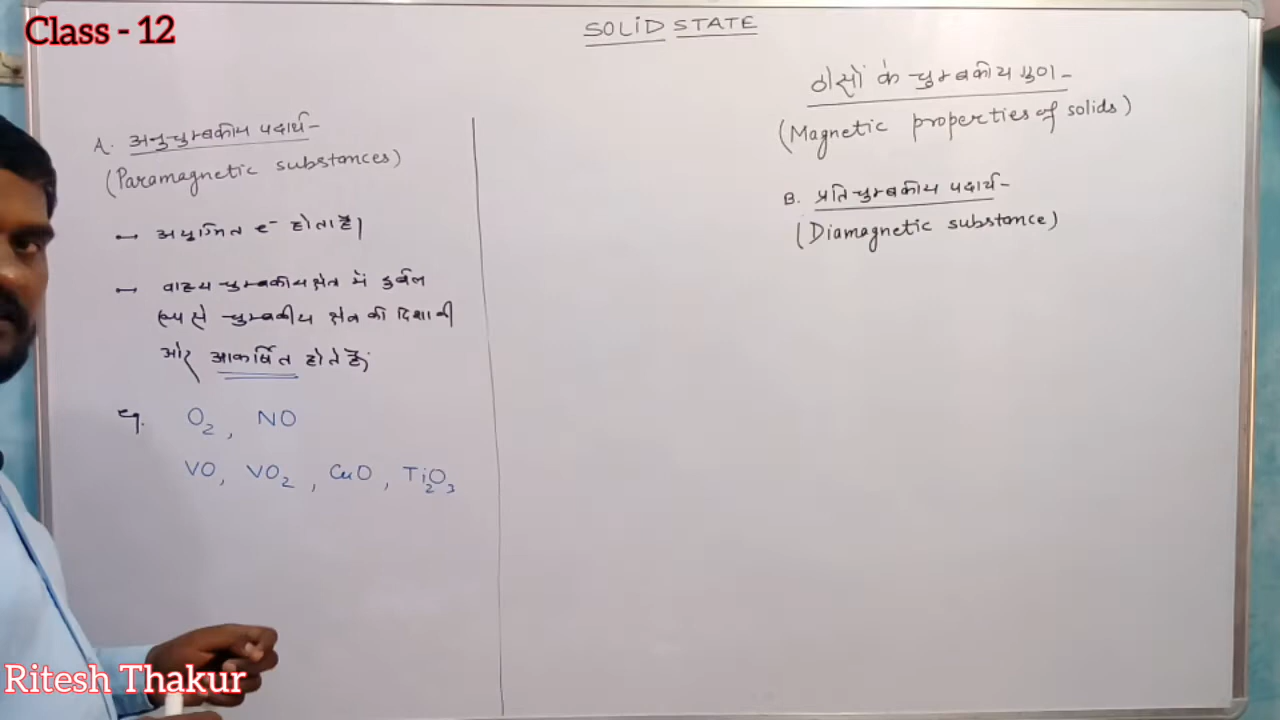 Class - 12
SOLID STATE
ठोसों के चुम्बकीय गुण -
(Magnetic properties of solids)
A. अनुचुम्बकीय पदार्थ -
(Paramagnetic substances)
→ अयुग्मित e⁻ होता है।
→ वाह्य चुम्बकीय क्षेत्र में दुर्बल
रूप से चुम्बकीय क्षेत्र की दिशा की
ओर आकर्षित होते हैं;
O₂, NO
VO, VO₂, CuO, Ti₂O₃
B. प्रतिचुम्बकीय पदार्थ -
(Diamagnetic substance)
Ritesh Thakur